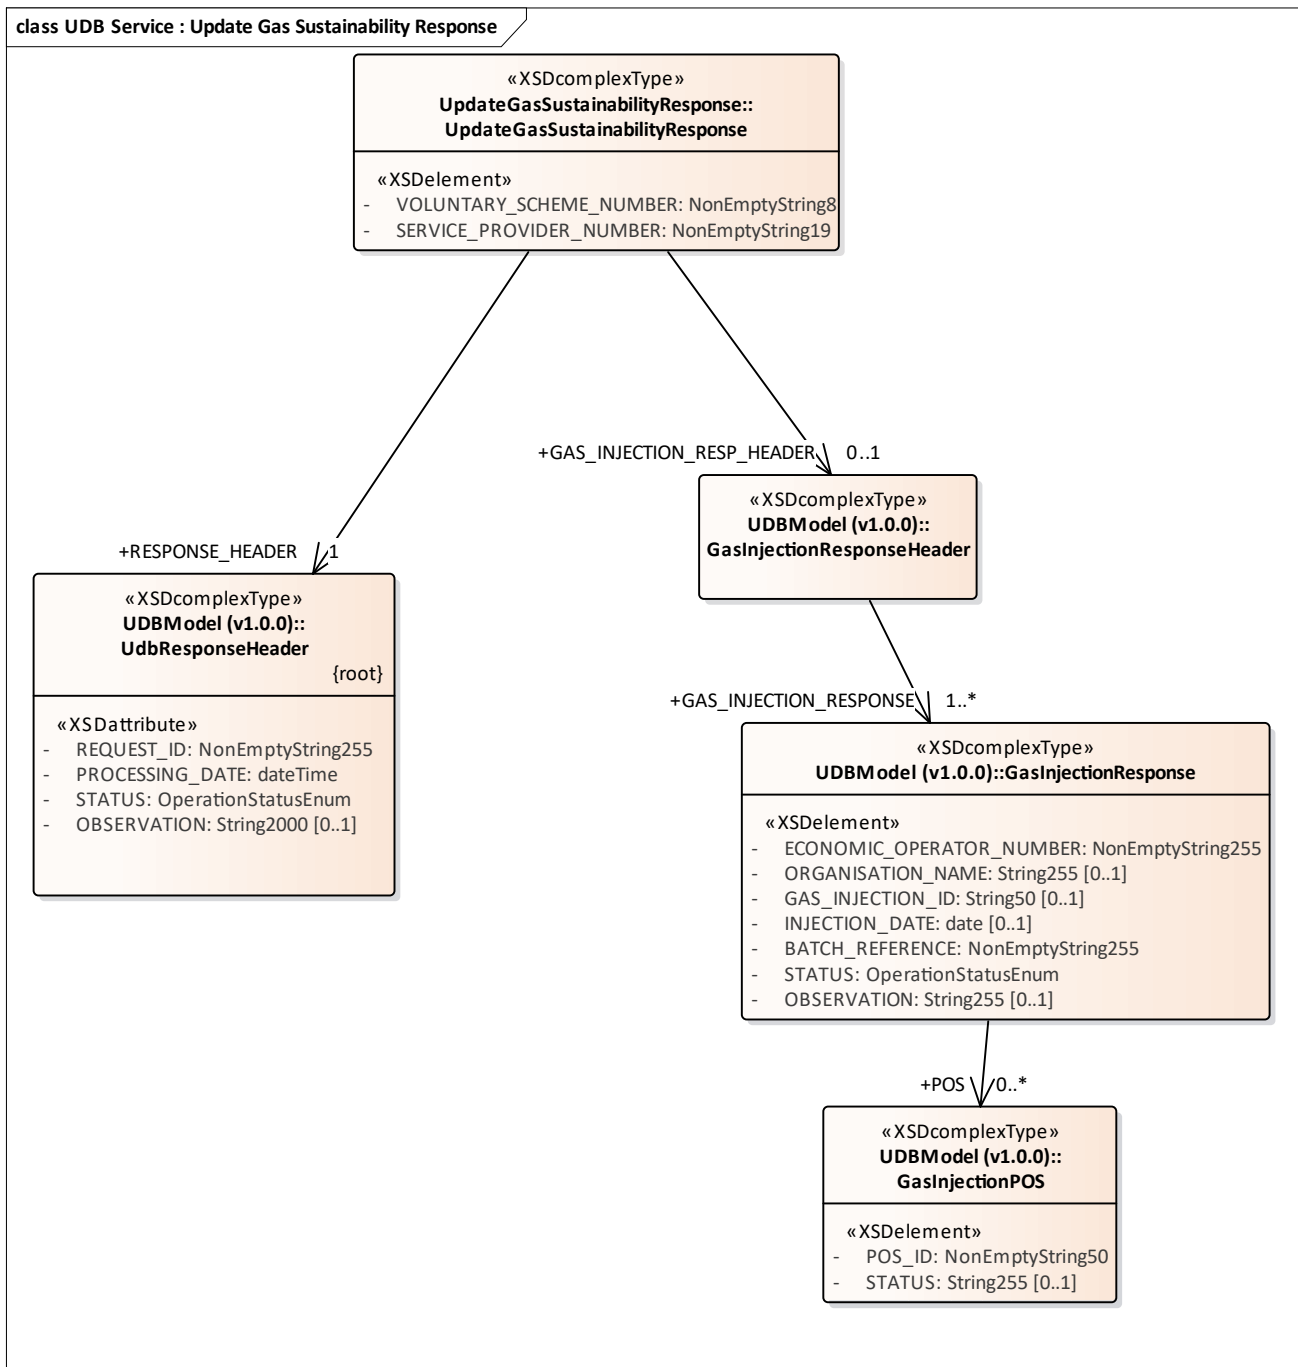 class UDB Service : Update Gas Sustainability Response
«XSDcomplexType»
UpdateGasSustainabilityResponse::
UpdateGasSustainabilityResponse
«XSDelement»
- VOLUNTARY_SCHEME_NUMBER: NonEmptyString8
- SERVICE_PROVIDER_NUMBER: NonEmptyString19
+GAS_INJECTION_RESP_HEADER 0..1
«XSDcomplexType»
UDBModel (v1.0.0)::
GasInjectionResponseHeader
+RESPONSE_HEADER 1
«XSDcomplexType»
UDBModel (v1.0.0)::
UdbResponseHeader
{root}
«XSDattribute»
- REQUEST_ID: NonEmptyString255
- PROCESSING_DATE: dateTime
- STATUS: OperationStatusEnum
- OBSERVATION: String2000 [0..1]
+GAS_INJECTION_RESPONSE 1..*
«XSDcomplexType»
UDBModel (v1.0.0)::GasInjectionResponse
«XSDelement»
- ECONOMIC_OPERATOR_NUMBER: NonEmptyString255
- ORGANISATION_NAME: String255 [0..1]
- GAS_INJECTION_ID: String50 [0..1]
- INJECTION_DATE: date [0..1]
- BATCH_REFERENCE: NonEmptyString255
- STATUS: OperationStatusEnum
- OBSERVATION: String255 [0..1]
+POS 0..*
«XSDcomplexType»
UDBModel (v1.0.0)::
GasInjectionPOS
«XSDelement»
- POS_ID: NonEmptyString50
- STATUS: String255 [0..1]